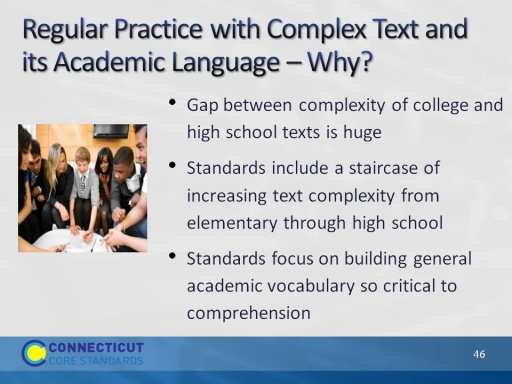 Regular Practice with Complex Text and
its Academic Language – Why?
• Gap between complexity of college and
high school texts is huge
• Standards include a staircase of
increasing text complexity from
elementary through high school
• Standards focus on building general
academic vocabulary so critical to
comprehension
CONNECTICUT
CORE STANDARDS
46